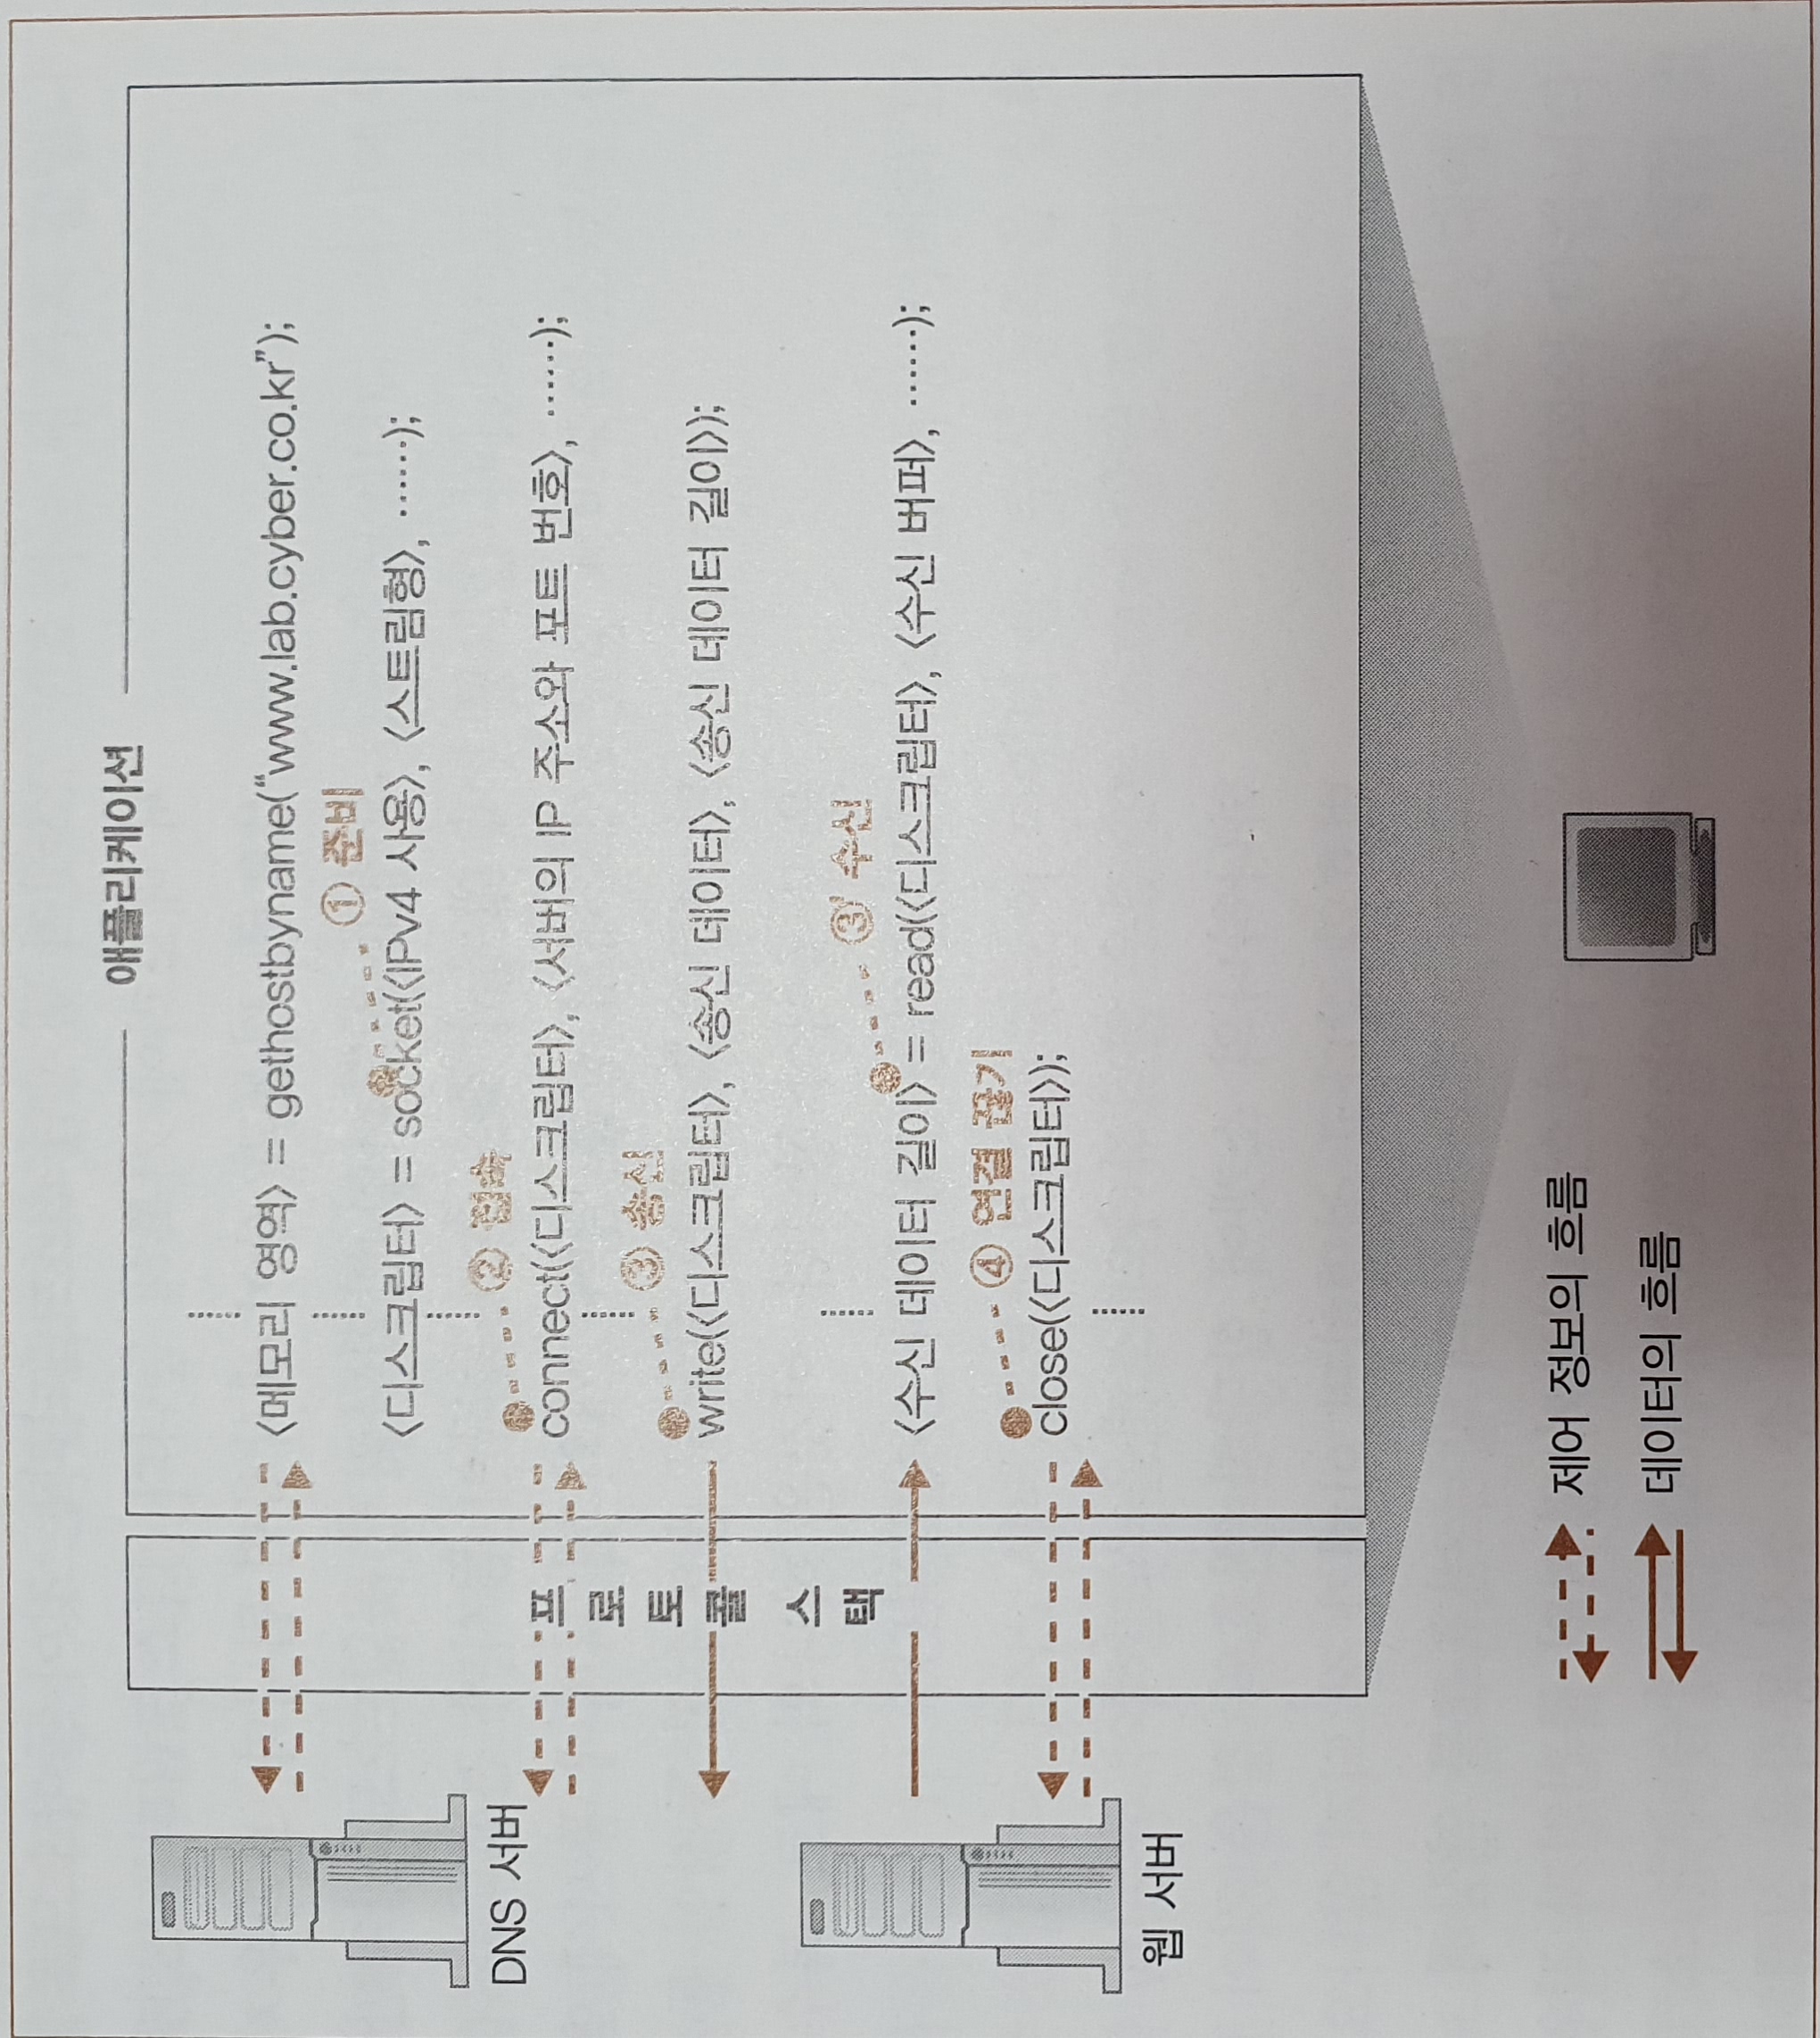 애플리케이션
〈메모리 영역〉 = gethostbyname(“www.lab.cyber.co.kr”);
① 준비
〈디스크립터〉 = socket(〈IPv4 사용〉, 〈스트림형〉, ……);
DNS 서버
② 접속
connect(〈디스크립터〉, 〈서버의 IP 주소와 포트 번호〉, ……);
프로토콜 스택
③ 송신
write(〈디스크립터〉, 〈송신 데이터〉, 〈송신 데이터 길이〉);
③' 수신
〈수신 데이터 길이〉 = read(〈디스크립터〉, 〈수신 버퍼〉, ……);
④ 연결 끊기
close(〈디스크립터〉);
웹 서버
제어 정보의 흐름
데이터의 흐름